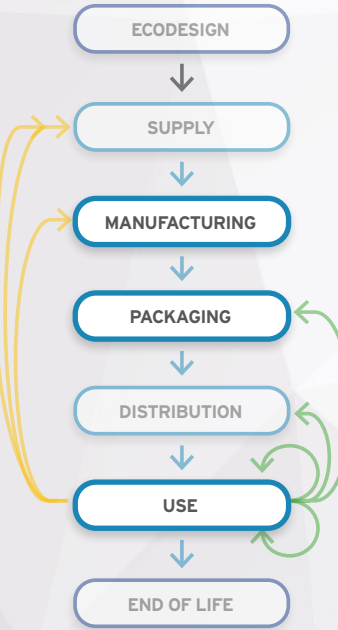 ECODESIGN
SUPPLY
MANUFACTURING
PACKAGING
DISTRIBUTION
USE
END OF LIFE